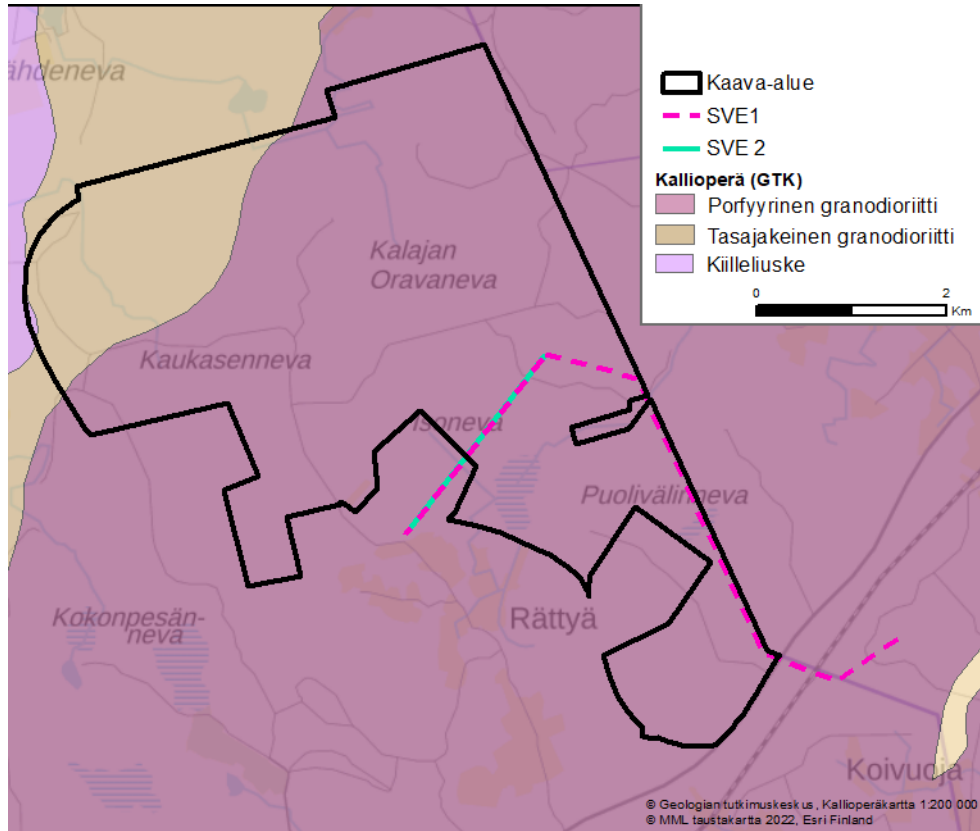 ähdeneva
Kalajan
Oravaneva
Kaukasenneva
Isoneva
Puolivälinneva
Kokonpesän-
neva
Rättyä
Koivuoja
Kaava-alue
SVE1
SVE 2
Kallioperä (GTK)
Porfyyrinen granodioriitti
Tasajakeinen granodioriitti
Kiilleliuske
0 2
Km
© Geologian tutkimuskeskus, Kallioperäkartta 1:200 000
© MML taustakartta 2022, Esri Finland